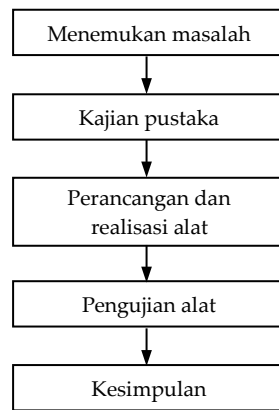 Menemukan masalah
Kajian pustaka
Perancangan dan
realisasi alat
Pengujian alat
Kesimpulan